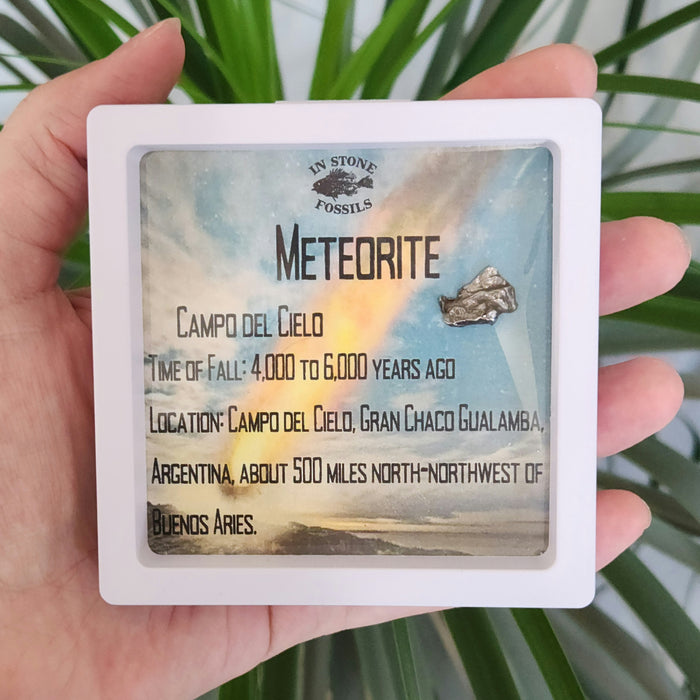 IN STONE
FOSSILS
METEORITE
CAMPO DEL CIELO
TIME OF FALL: 4,000 TO 6,000 YEARS AGO
LOCATION: CAMPO DEL CIELO, GRAN CHACO GUALAMBA,
ARGENTINA, ABOUT 500 MILES NORTH-NORTHWEST OF
BUENOS ARIES.